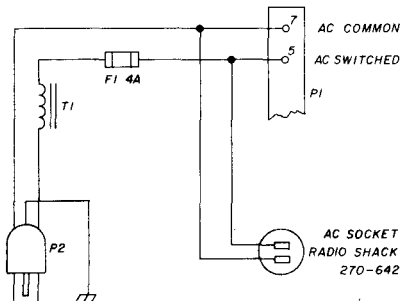 7 AC COMMON
5 AC SWITCHED
F1 4A
P1
T1
P2
AC SOCKET
RADIO SHACK
270-642